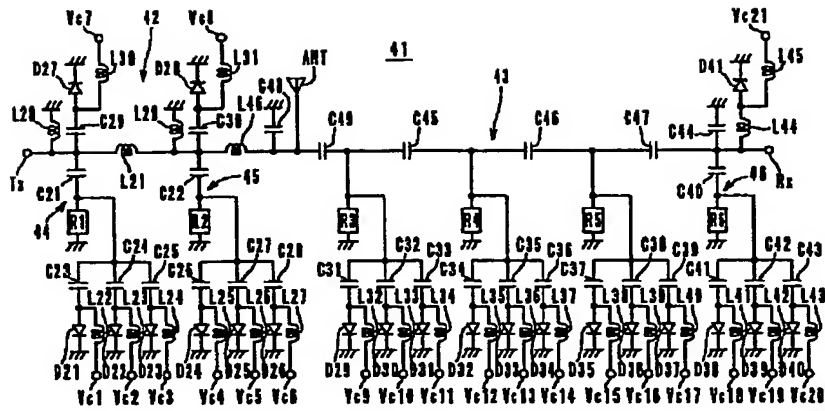 Vc7
42
Vc8
41
Vc21
L30
L31
ANT
L45
D27
D28
C48
D41
43
L28
L29
L46
C49
C45
C46
C47
C44
L44
C29
C30
Tx
L21
Rx
C21
C22
45
C40
46
44
R1
R2
R3
R4
R5
R6
C24
C25
C27
C28
C32
C33
C35
C36
C38
C39
C42
C43
C23
C26
C31
C34
C37
C41
L22
L23
L24
L25
L26
L27
L32
L33
L34
L35
L36
L37
L38
L39
L40
L41
L42
L43
D21
D22
D23
D24
D25
D26
D29
D30
D31
D32
D33
D34
D35
D36
D37
D38
D39
D40
Vc1
Vc2
Vc3
Vc4
Vc5
Vc6
Vc9
Vc10
Vc11
Vc12
Vc13
Vc14
Vc15
Vc16
Vc17
Vc18
Vc19
Vc20